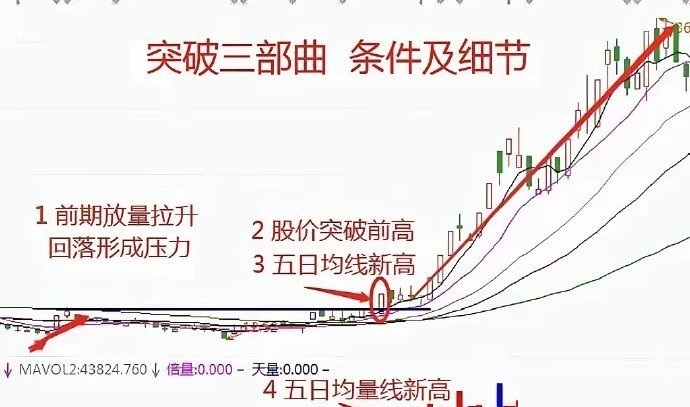 突破三部曲 条件及细节
1 前期放量拉升
回落形成压力
2 股价突破前高
3 五日均线新高
↓ MAVOL2:43824.760 ↓ 倍量:0.000 – 天量:0.000 –
4 五日均量线新高